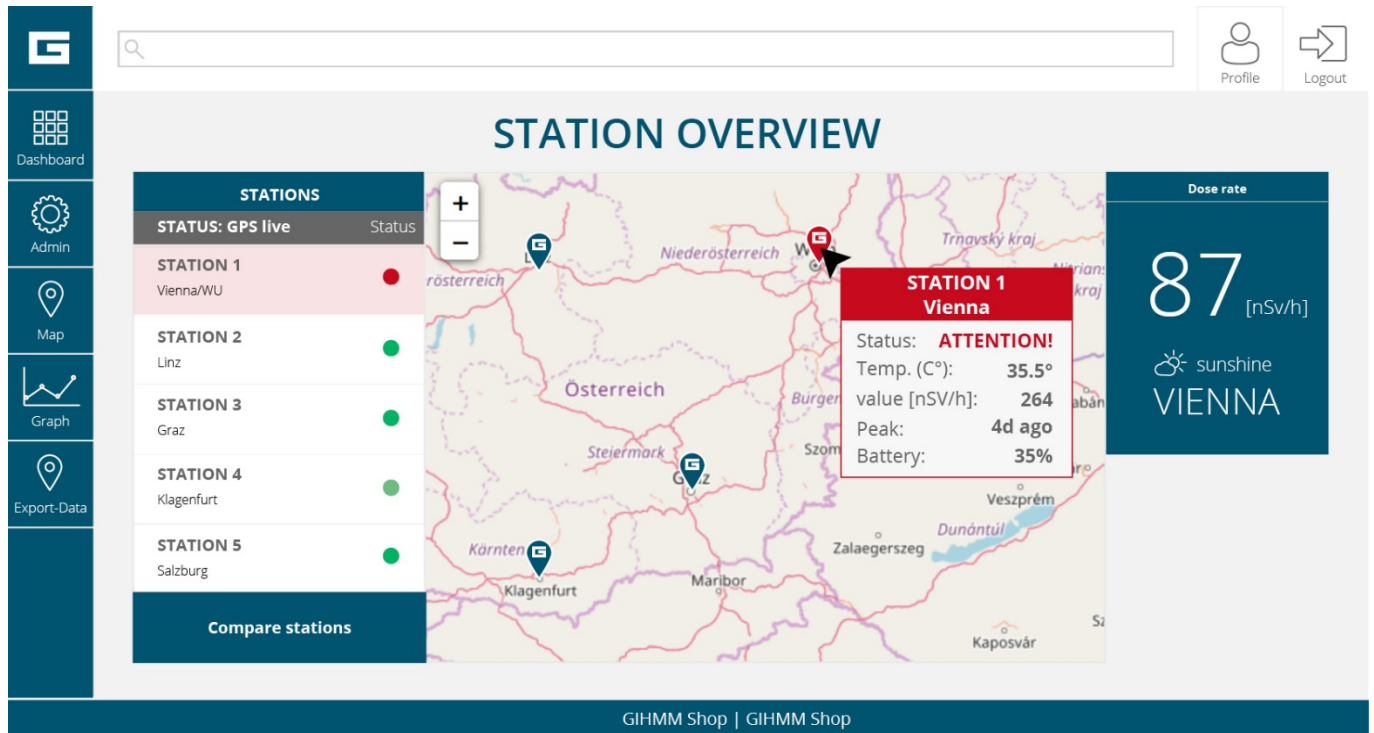 G
Profile
Logout
Dashboard
Admin
Map
Graph
Export-Data
STATION OVERVIEW
STATIONS
STATUS: GPS live Status
STATION 1
Vienna/WU
STATION 2
Linz
STATION 3
Graz
STATION 4
Klagenfurt
STATION 5
Salzburg
Compare stations
+
−
G
G
Niederösterreich
Trnavský kraj
rösterreich
kraj
STATION 1
Vienna
Status: ATTENTION!
Temp. (C°): 35.5°
value [nSV/h]: 264
Peak: 4d ago
Battery: 35%
Österreich
Burgen
Steiermark
G
Szom
Veszprém
Dunántúl
Kärnten
G
Zalaegerszeg
Klagenfurt
Maribor
Kaposvár
Dose rate
87 [nSv/h]
sunshine
VIENNA
GIHMM Shop | GIHMM Shop